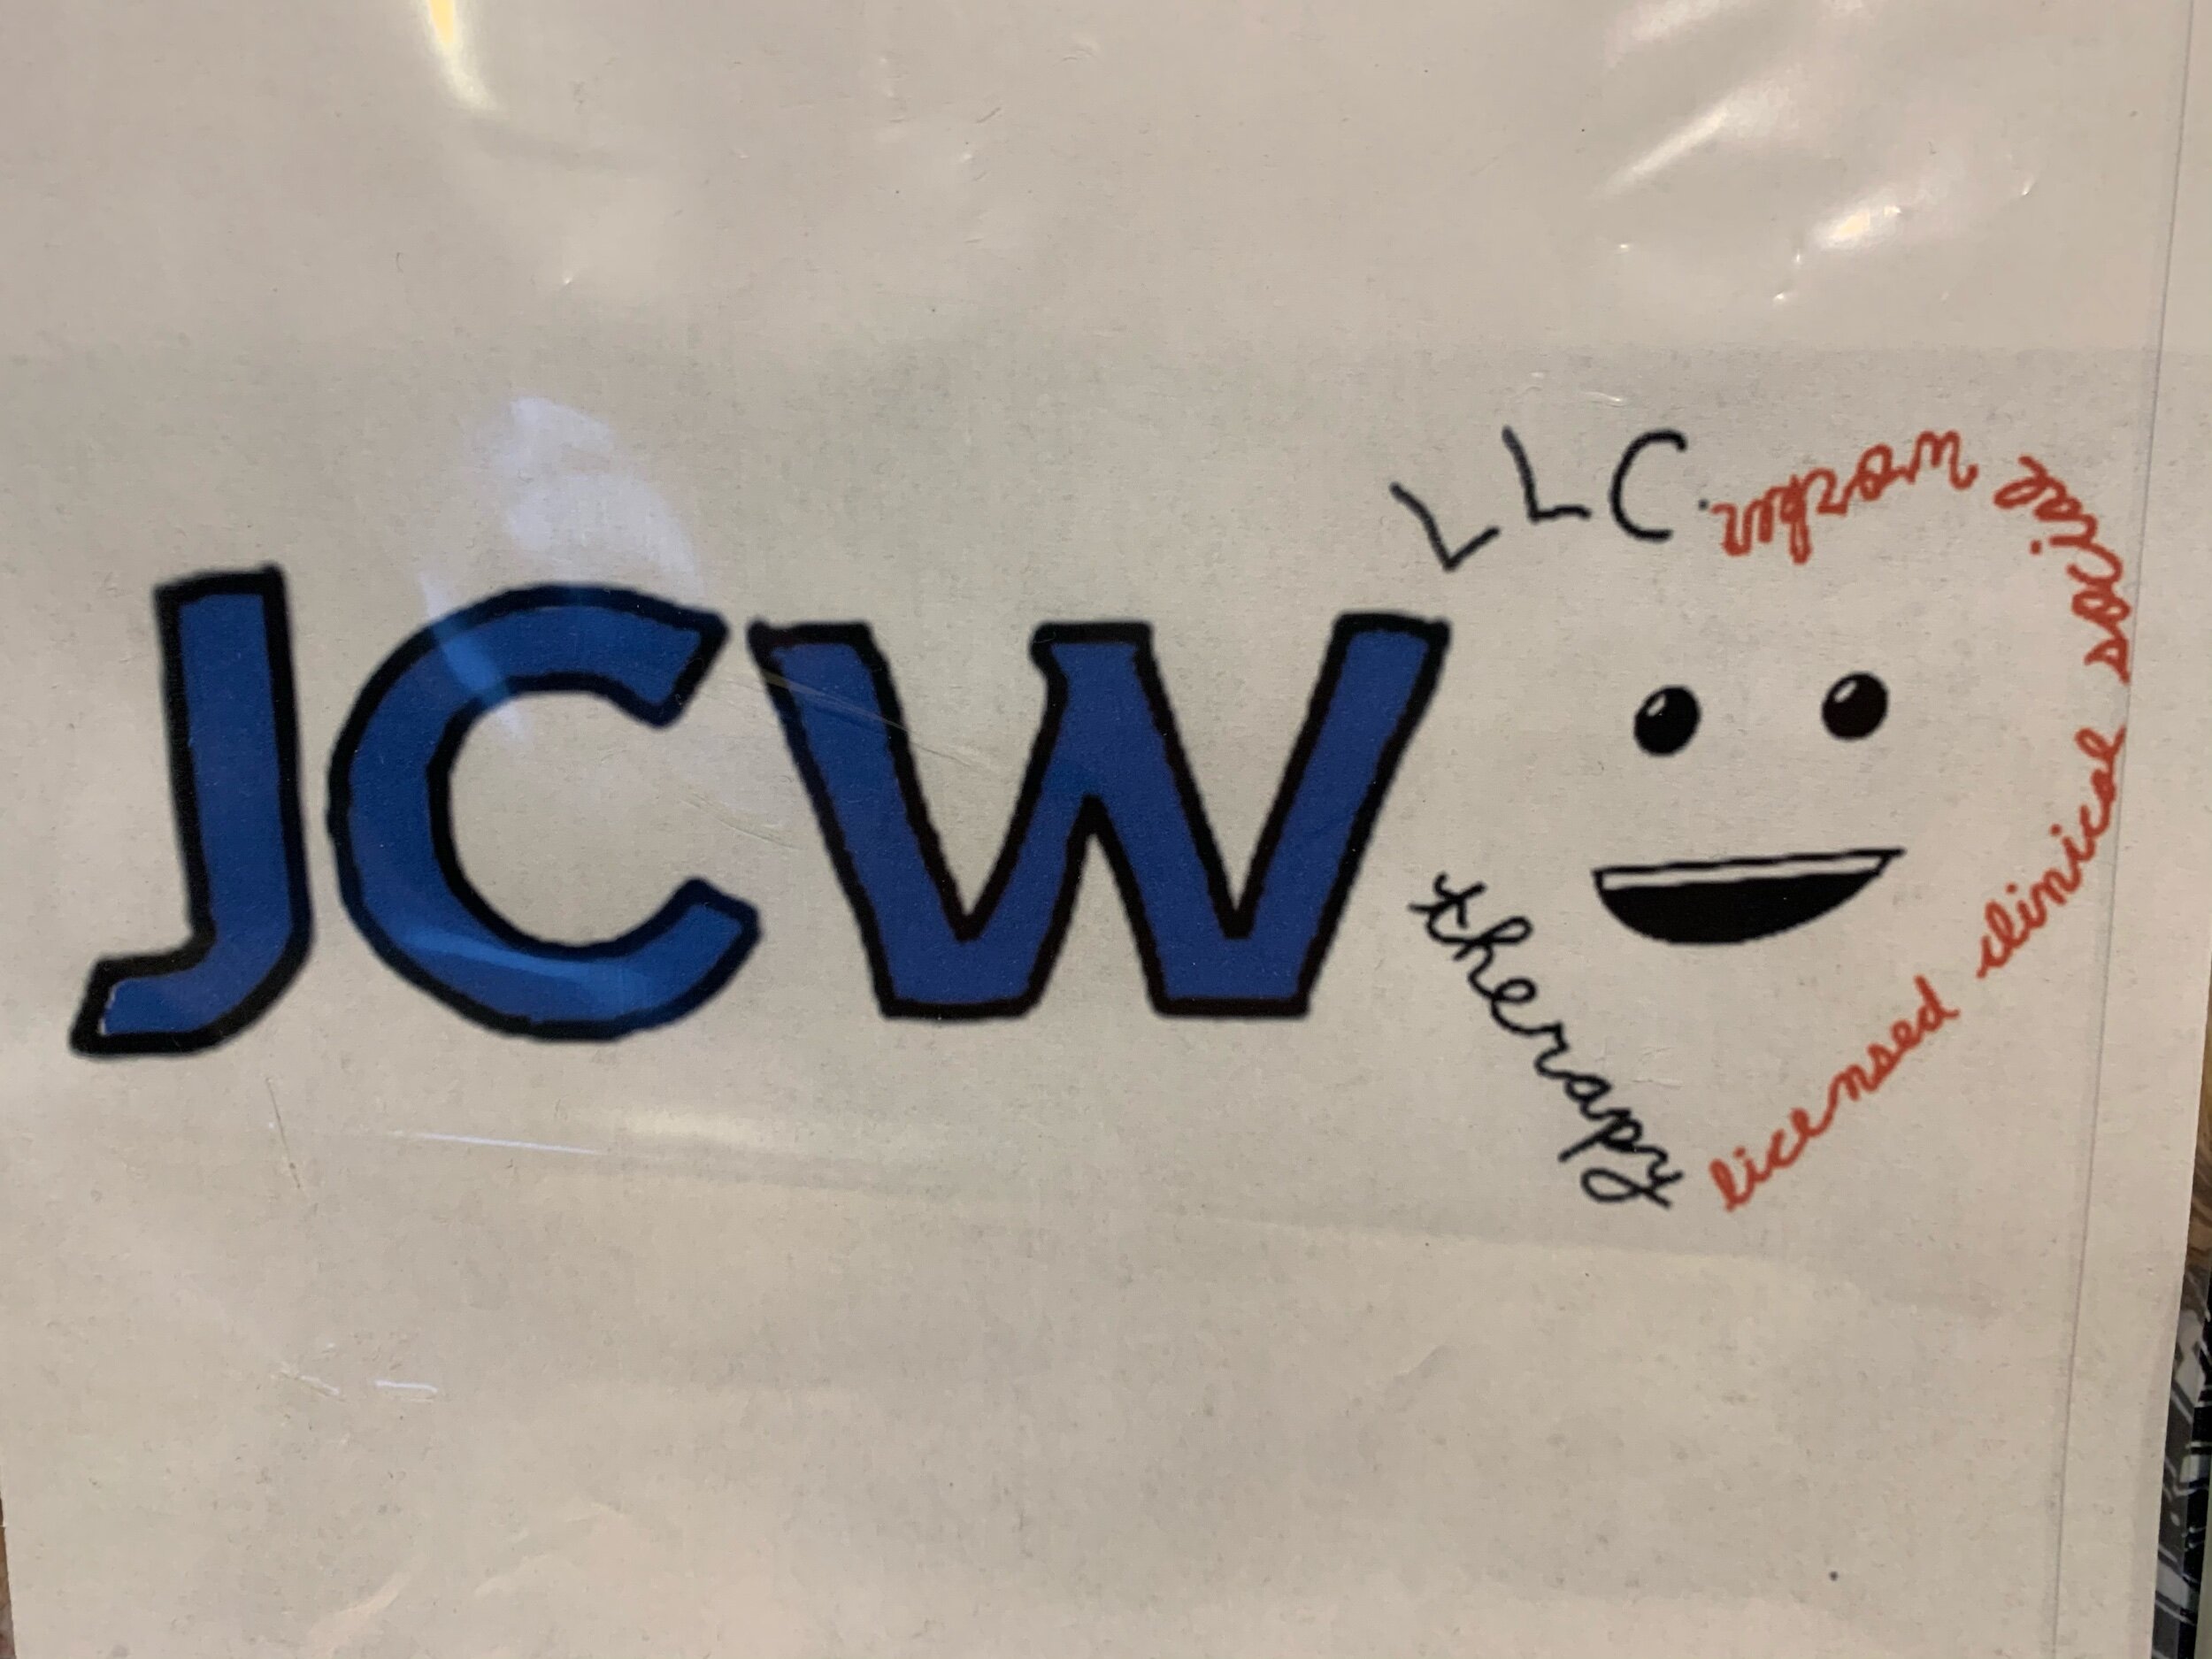 JCW
LLC.
therapy
licensed clinical social worker